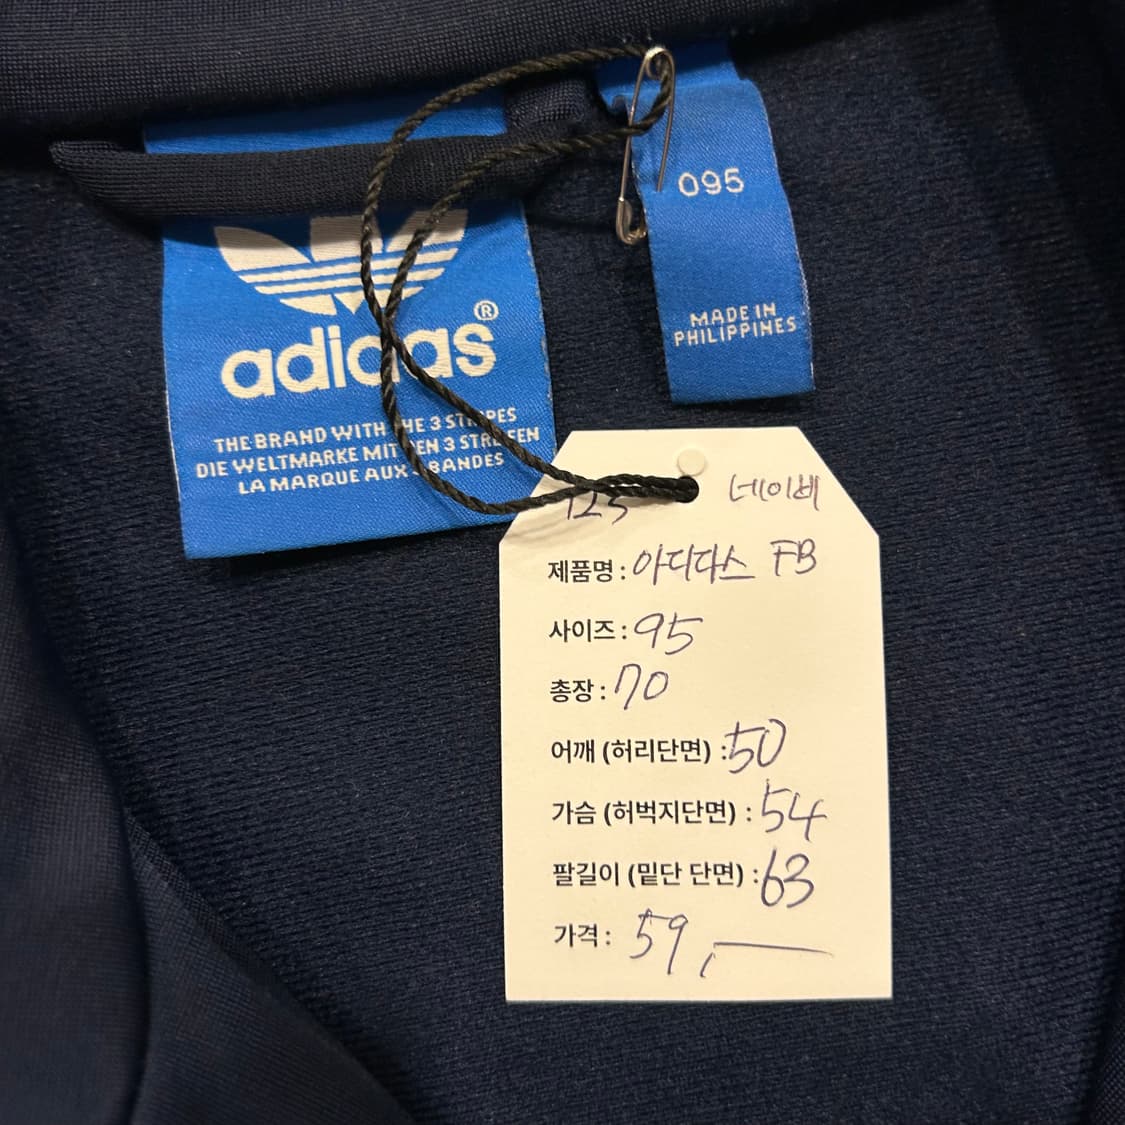 adidas®
THE BRAND WITH THE 3 STRIPES
DIE WELTMARKE MIT DEN 3 STREIFEN
LA MARQUE AUX 3 BANDES
095
MADE IN
PHILIPPINES
123 네이비
제품명 : 아디다스 FB
사이즈 : 95
총장 : 70
어깨 (허리단면) : 50
가슴 (허벅지단면) : 54
팔길이 (밑단 단면) : 63
가격 : 59,—